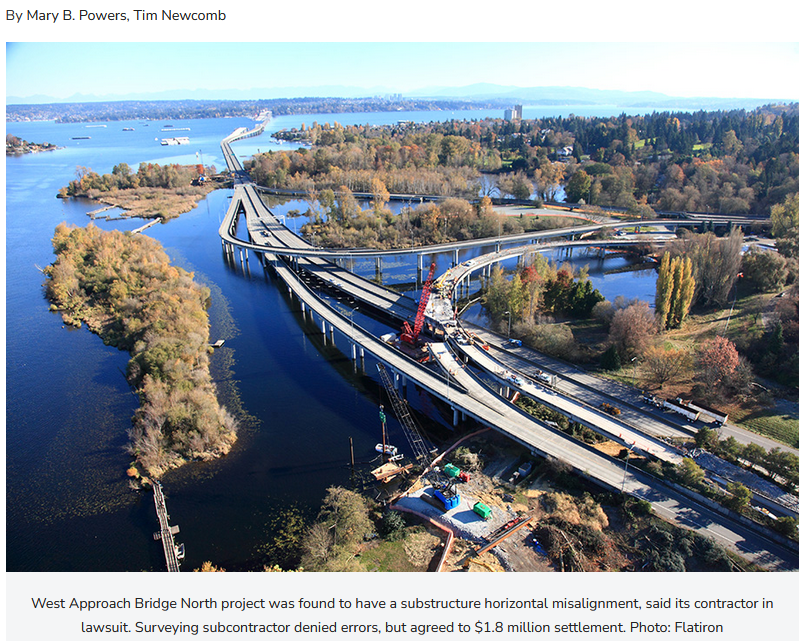 By Mary B. Powers, Tim Newcomb
West Approach Bridge North project was found to have a substructure horizontal misalignment, said its contractor in
lawsuit. Surveying subcontractor denied errors, but agreed to $1.8 million settlement. Photo: Flatiron